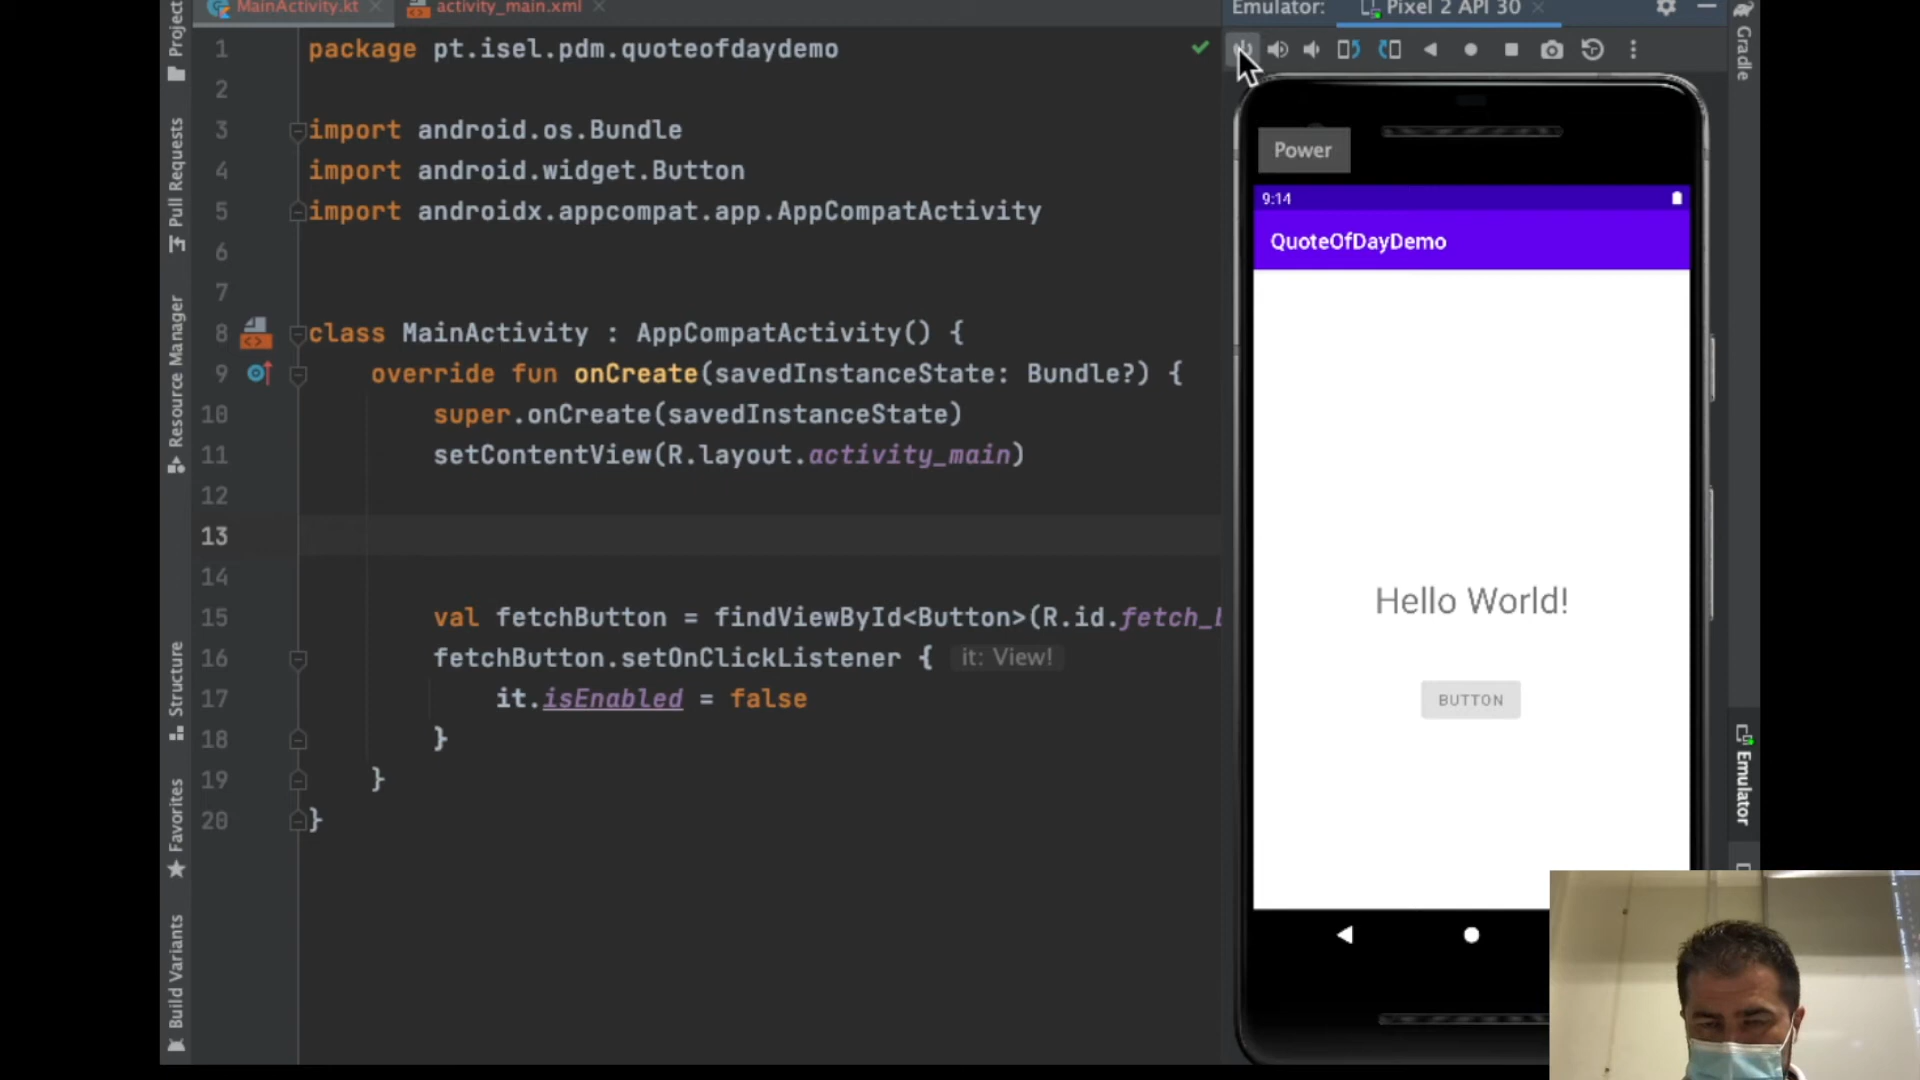 MainActivity.kt
activity_main.xml
Emulator:
Pixel 2 API 30
Project
Pull Requests
Resource Manager
Structure
Favorites
Build Variants
1 package pt.isel.pdm.quoteofdaydemo
2
3 import android.os.Bundle
4 import android.widget.Button
5 import androidx.appcompat.app.AppCompatActivity
6
7
8 class MainActivity : AppCompatActivity() {
9 override fun onCreate(savedInstanceState: Bundle?) {
10 super.onCreate(savedInstanceState)
11 setContentView(R.layout.activity_main)
12
13
14
15 val fetchButton = findViewById<Button>(R.id.fetch_
16 fetchButton.setOnClickListener { it: View!
17 it.isEnabled = false
18 }
19 }
20 }
Power
9:14
QuoteOfDayDemo
Hello World!
BUTTON
Gradle
Emulator